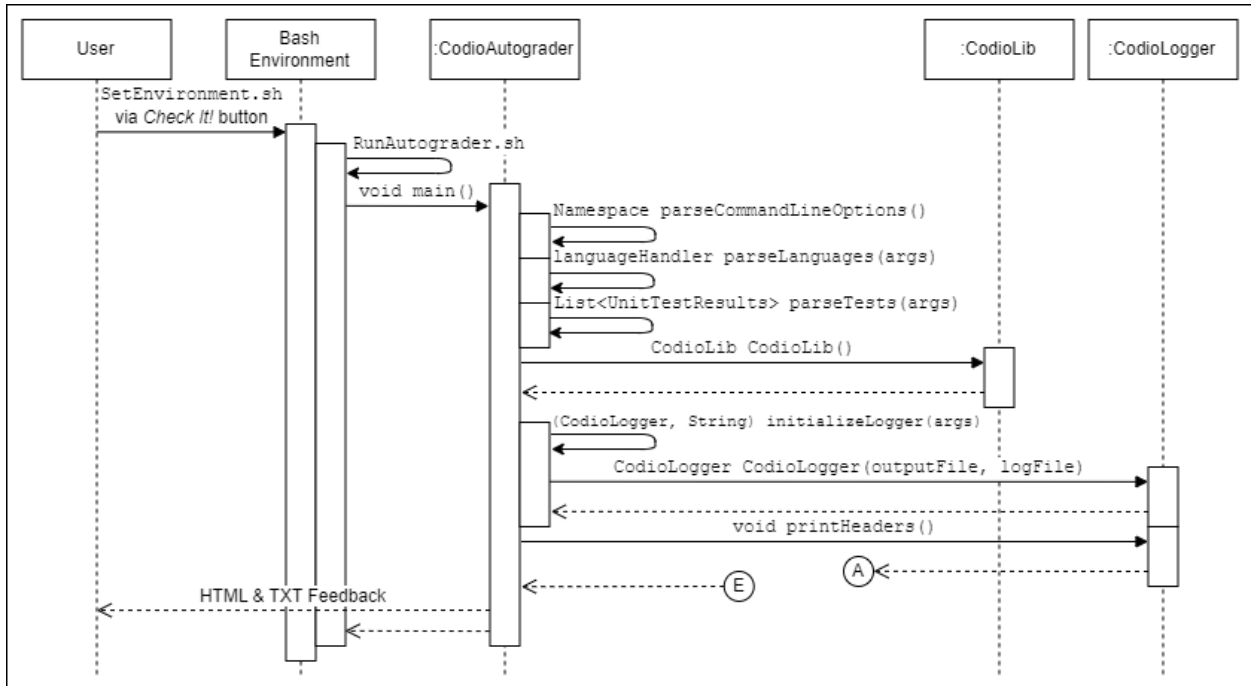 User
Bash
Environment
:CodioAutograder
:CodioLib
:CodioLogger
SetEnvironment.sh
via Check It! button
RunAutograder.sh
void main()
Namespace parseCommandLineOptions()
languageHandler parseLanguages(args)
List<UnitTestResults> parseTests(args)
CodioLib CodioLib()
(CodioLogger, String) initializeLogger(args)
CodioLogger CodioLogger(outputFile, logFile)
void printHeaders()
A
E
HTML & TXT Feedback